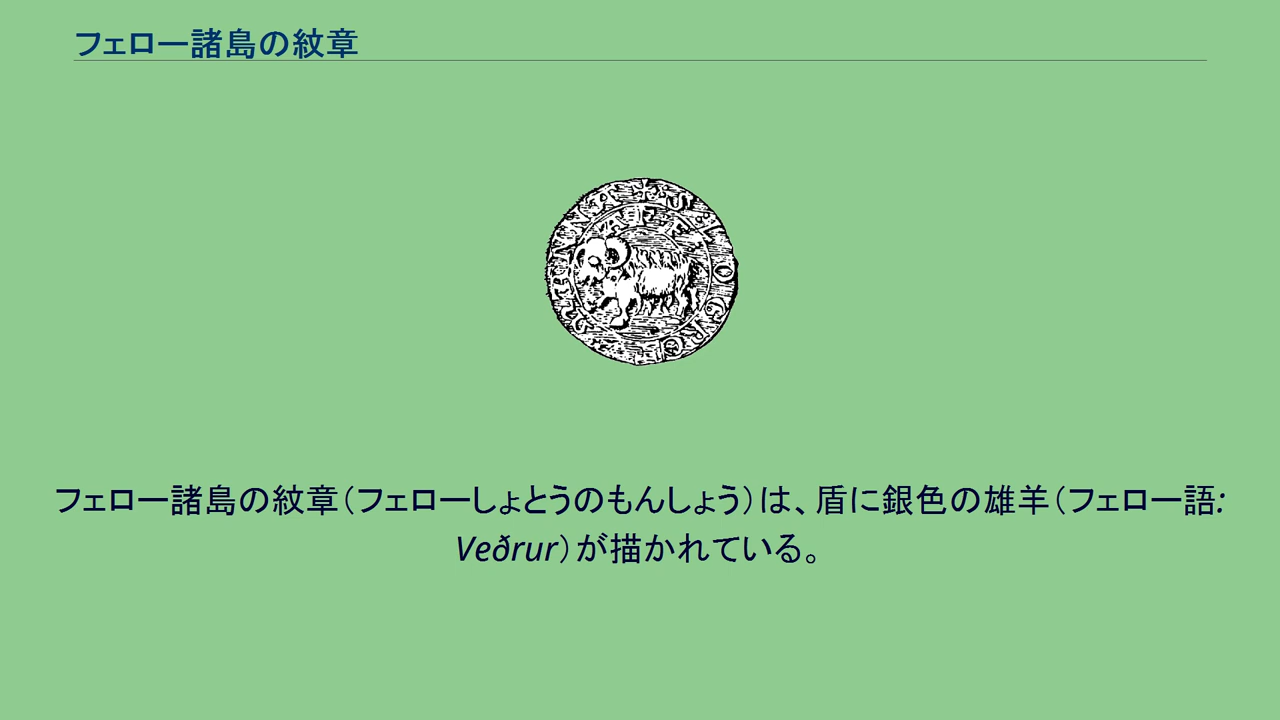 フェロー諸島の紋章
フェロー諸島の紋章（フェローしょとうのもんしょう）は、盾に銀色の雄羊（フェロー語:
Veðrur）が描かれている。